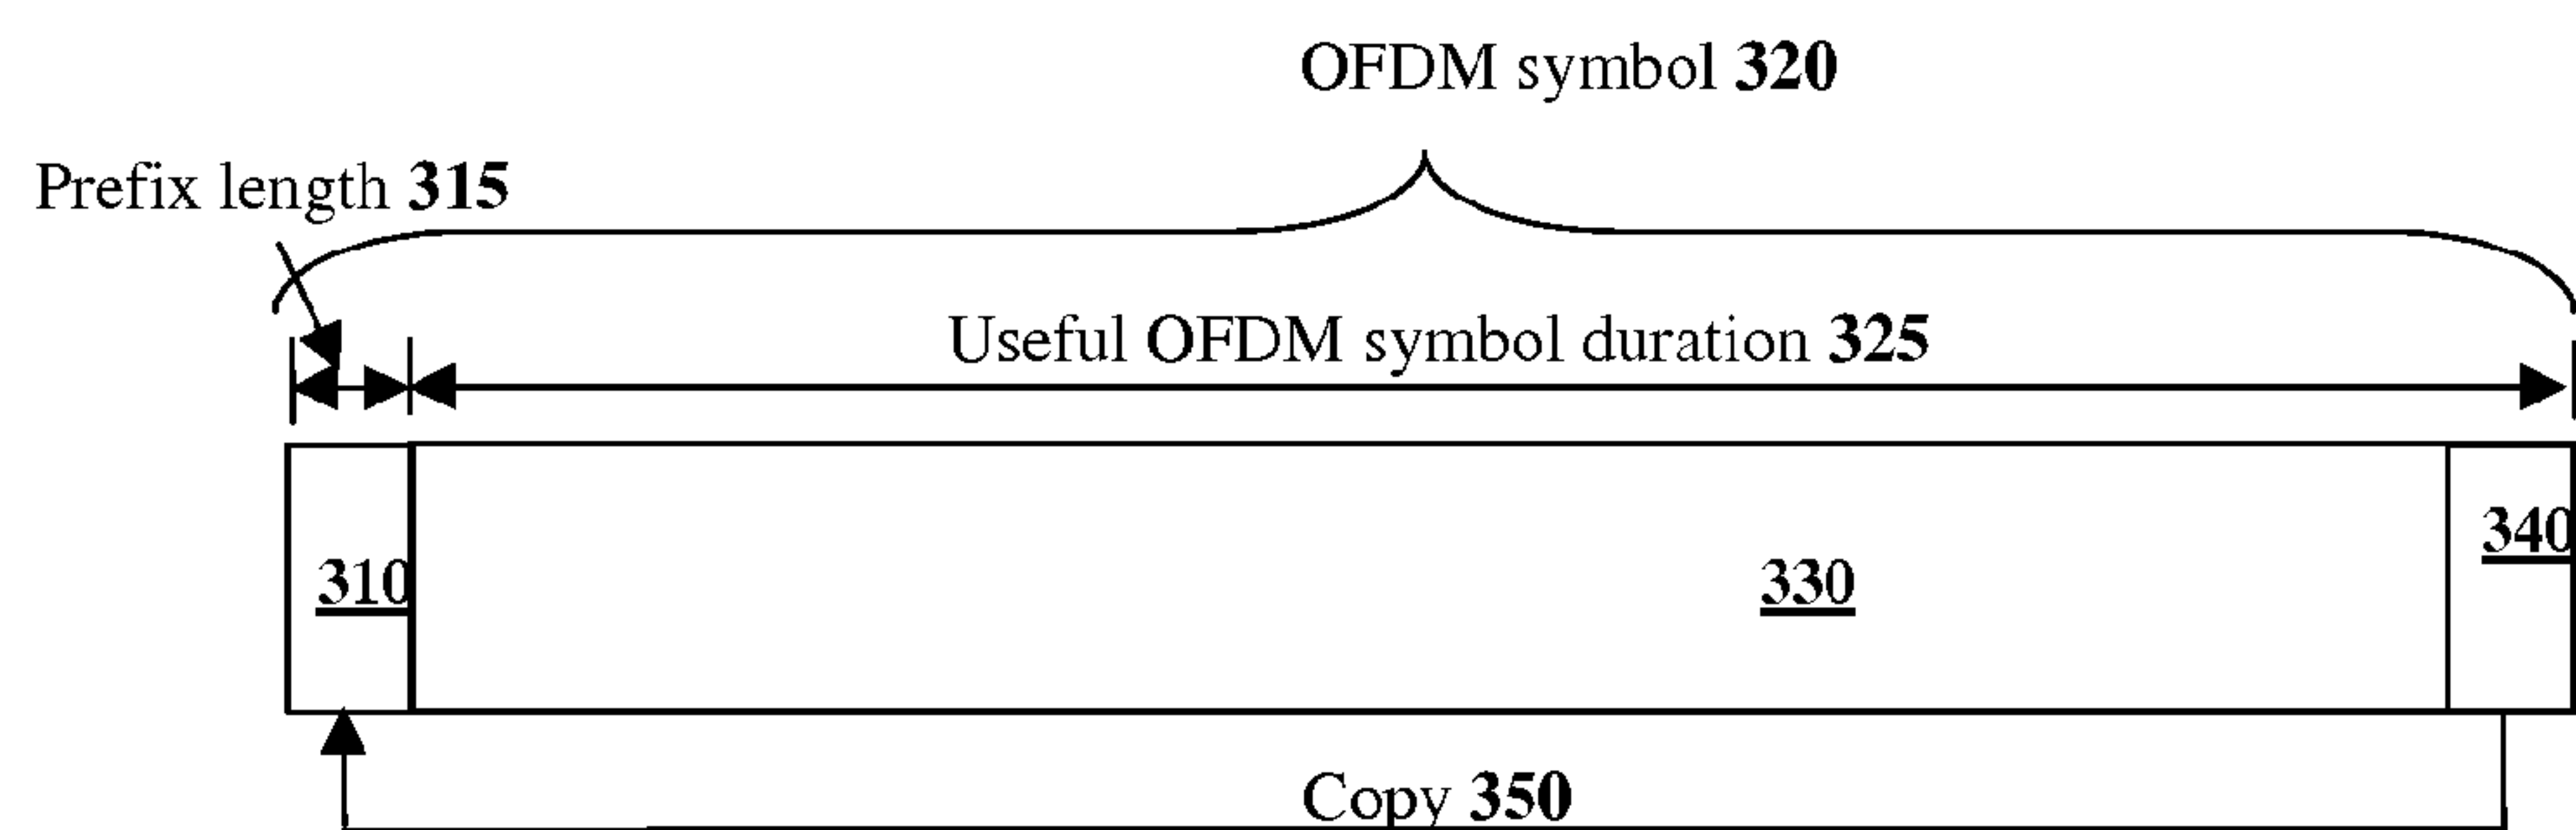 OFDM symbol 320
Prefix length 315
Useful OFDM symbol duration 325
340
310
330
Copy 350